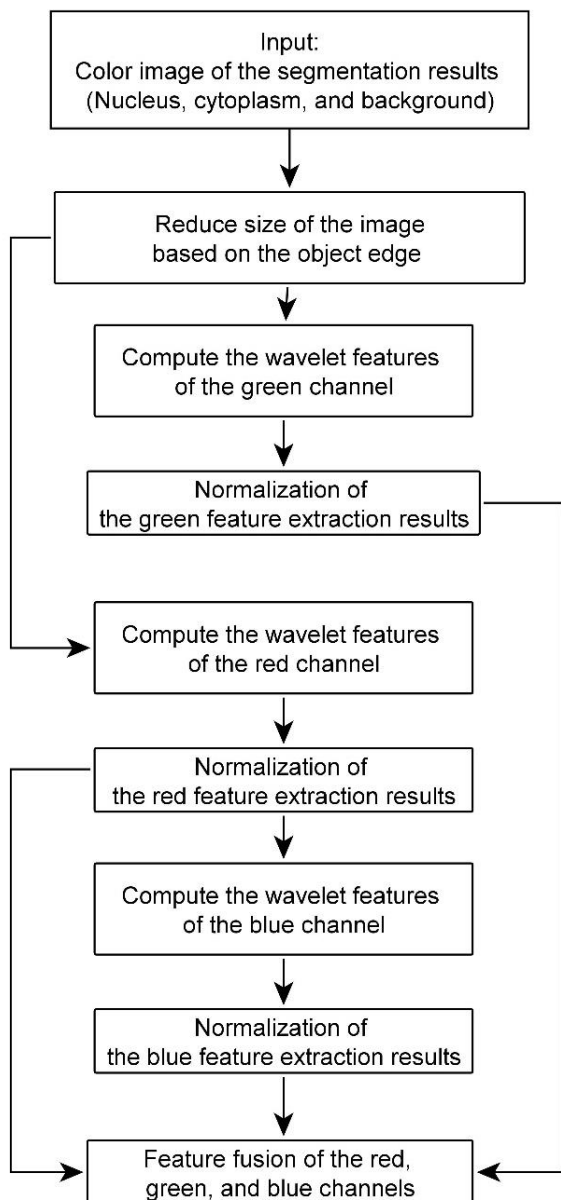 Input:
Color image of the segmentation results
(Nucleus, cytoplasm, and background)
Reduce size of the image
based on the object edge
Compute the wavelet features
of the green channel
Normalization of
the green feature extraction results
Compute the wavelet features
of the red channel
Normalization of
the red feature extraction results
Compute the wavelet features
of the blue channel
Normalization of
the blue feature extraction results
Feature fusion of the red,
green, and blue channels